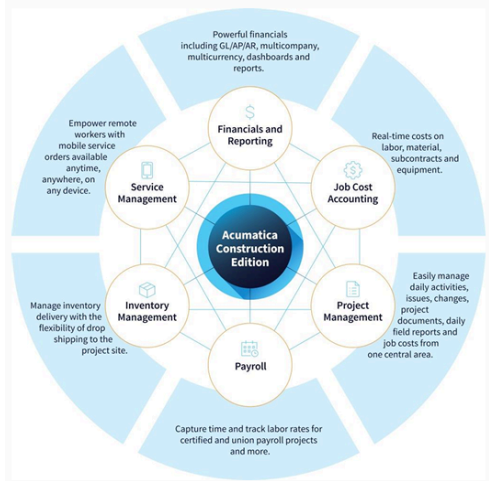 Powerful financials
including GL/AP/AR, multicompany,
multicurrency, dashboards and
reports.
Financials and
Reporting
Real-time costs on
labor, material,
subcontracts and
equipment.
Job Cost
Accounting
Easily manage
daily activities,
issues, changes,
project
documents, daily
field reports and
job costs from
one central area.
Project
Management
Payroll
Capture time and track labor rates for
certified and union payroll projects
and more.
Inventory
Management
Manage inventory
delivery with the
flexibility of drop
shipping to the
project site.
Service
Management
Empower remote
workers with
mobile service
orders available
anytime,
anywhere, on
any device.
Acumatica
Construction
Edition